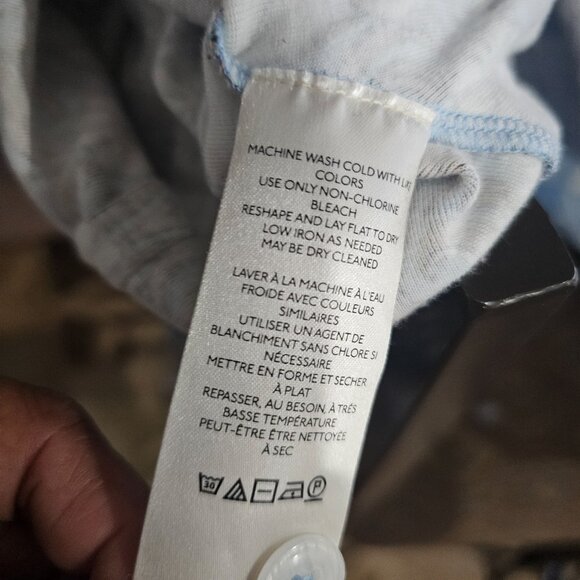 MACHINE WASH COLD WITH LIKE
COLORS
USE ONLY NON-CHLORINE
BLEACH
RESHAPE AND LAY FLAT TO DRY
LOW IRON AS NEEDED
MAY BE DRY CLEANED
LAVER À LA MACHINE À L'EAU
FROIDE AVEC COULEURS
SIMILAIRES
UTILISER UN AGENT DE
BLANCHIMENT SANS CHLORE SI
NÉCESSAIRE
METTRE EN FORME ET SECHER
À PLAT
REPASSER, AU BESOIN, À TRÈS
BASSE TEMPÉRATURE
PEUT-ÊTRE ÊTRE NETTOYÉE
À SEC
30 P